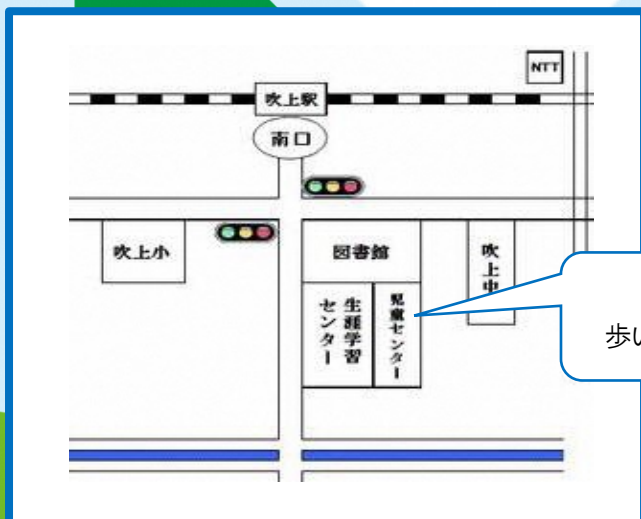 NTT
吹上駅
南口
吹上小
図書館
吹上中
生涯学習
センター
児童センター
歩い